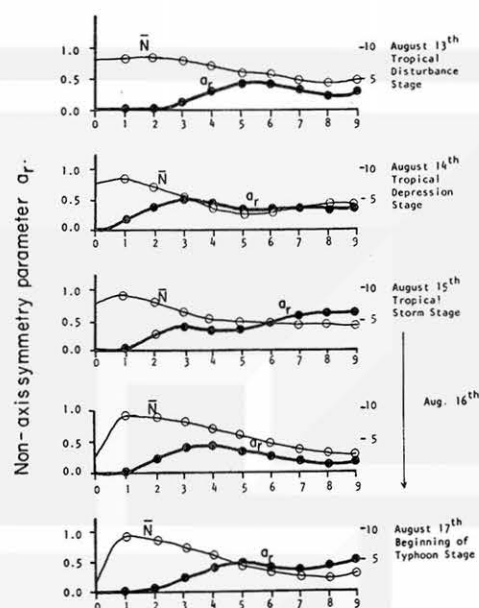 Non-axissymmetry parameter a_r.
1.0
0.5
0.0
N̄
a_r
-10
5
August 13th
Tropical
Disturbance
Stage
0 1 2 3 4 5 6 7 8 9
1.0
0.5
0.0
N̄
a_r
-10
- 5
August 14th
Tropical
Depression
Stage
0 1 2 3 4 5 6 7 8 9
1.0
0.5
0.0
N̄
a_r
-10
- 5
August 15th
Tropical
Storm Stage
0 1 2 3 4 5 6 7 8 9
Aug. 16th
1.0
0.5
0.0
N̄
a_r
-10
- 5
0 1 2 3 4 5 6 7 8 9
1.0
0.5
0.0
N̄
a_r
-10
- 5
August 17th
Beginning of
Typhoon Stage
0 1 2 3 4 5 6 7 8 9